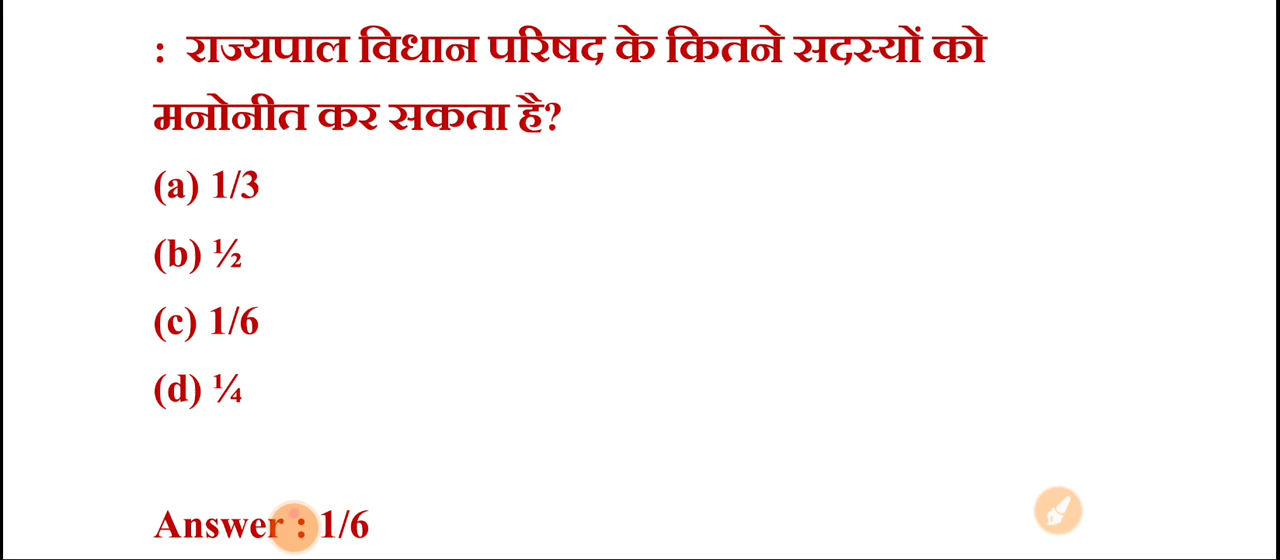 : राज्यपाल विधान परिषद के कितने सदस्यों को
मनोनीत कर सकता है?
(a) 1/3
(b) ½
(c) 1/6
(d) ¼
Answer : 1/6